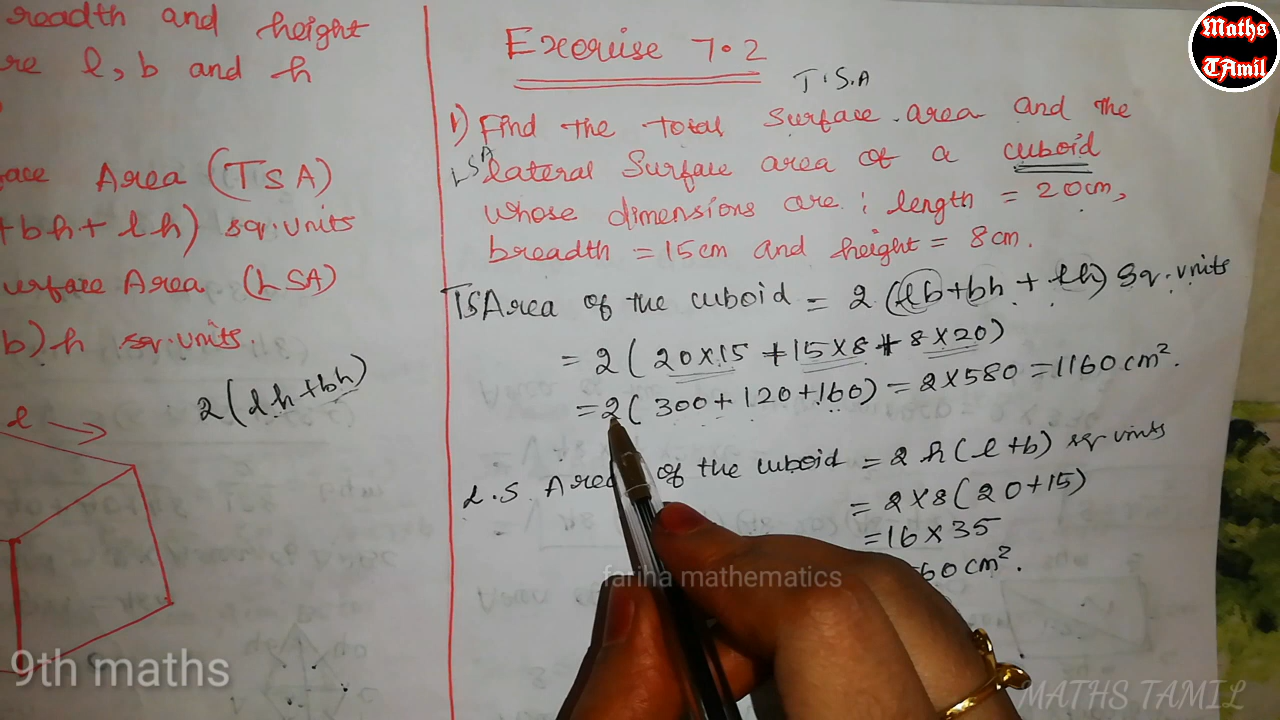 readth and height
re l, b and h
ace Area (TSA)
+bh + lh) sq.units
urface Area (LSA)
b)h sq.units.
2(lh+bh)
l
9th maths
Maths
TAmil
Exercise 7.2
T.S.A
1) Find the total surface area and the
LSA
lateral surface area of a cuboid
whose dimensions are : length = 20cm,
breadth = 15cm and height = 8cm.
TSArea of the cuboid = 2 (lb+bh + lh) sq.units
= 2 ( 20×15 + 15×8 + 8×20)
= 2 ( 300 + 120 + 160) = 2×580 = 1160 cm².
L.S. Area of the cuboid = 2h(l+b) sq units
= 2×8(20+15)
= 16×35
60 cm².
fariha mathematics
MATHS TAMIL